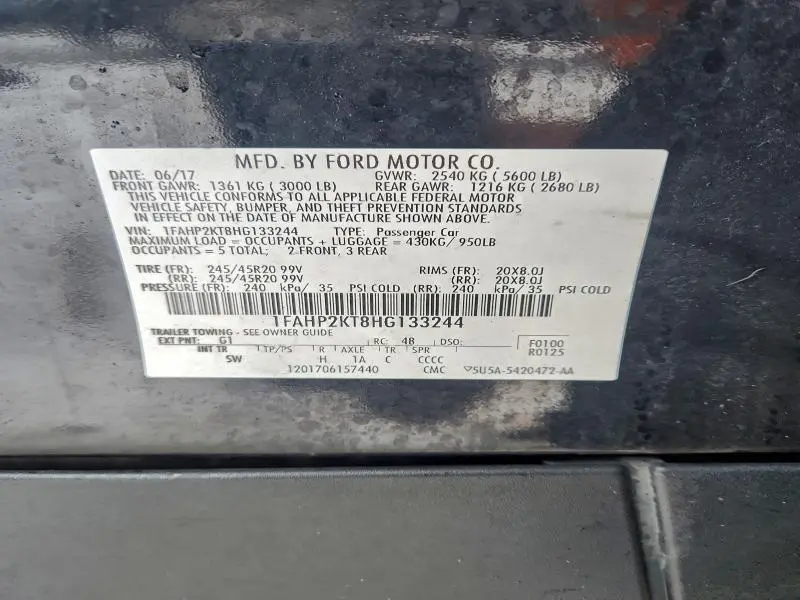 MFD. BY FORD MOTOR CO.
DATE: 06/17 GVWR: 2540 KG ( 5600 LB)
FRONT GAWR: 1361 KG ( 3000 LB) REAR GAWR: 1216 KG ( 2680 LB)
THIS VEHICLE CONFORMS TO ALL APPLICABLE FEDERAL MOTOR
VEHICLE SAFETY, BUMPER, AND THEFT PREVENTION STANDARDS
IN EFFECT ON THE DATE OF MANUFACTURE SHOWN ABOVE.
VIN: 1FAHP2KT8HG133244 TYPE: Passenger Car
MAXIMUM LOAD = OCCUPANTS + LUGGAGE = 430KG/ 950LB
OCCUPANTS = 5 TOTAL; 2 FRONT, 3 REAR
TIRE (FR): 245/45R20 99V RIMS (FR): 20X8.0J
(RR): 245/45R20 99V (RR): 20X8.0J
PRESSURE (FR): 240 kPa/ 35 PSI COLD (RR): 240 kPa/ 35 PSI COLD
1FAHP2KT8HG133244
TRAILER TOWING - SEE OWNER GUIDE
EXT PNT: G1 RC: 48 DSO: F0100
INT TR TP/PS R AXLE TR SPR R0125
SW H 1A C CCCC
1201706157440 CMC 5U5A-5420472-AA